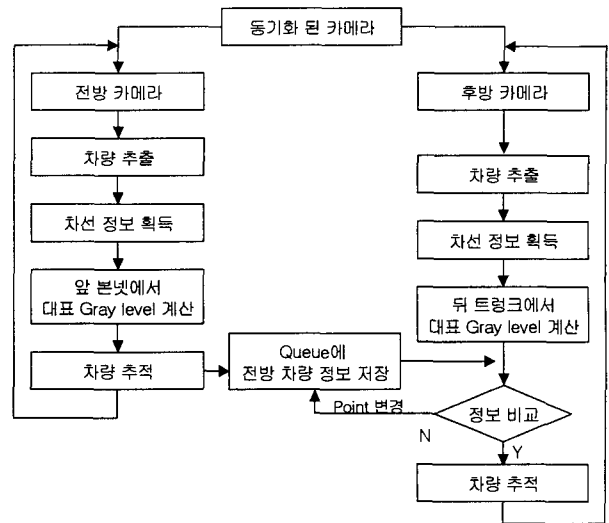 동기화 된 카메라
전방 카메라
차량 추출
차선 정보 획득
앞 본넷에서
대표 Gray level 계산
차량 추적
Queue에
전방 차량 정보 저장
후방 카메라
차량 추출
차선 정보 획득
뒤 트렁크에서
대표 Gray level 계산
정보 비교
Point 변경
N
Y
차량 추적